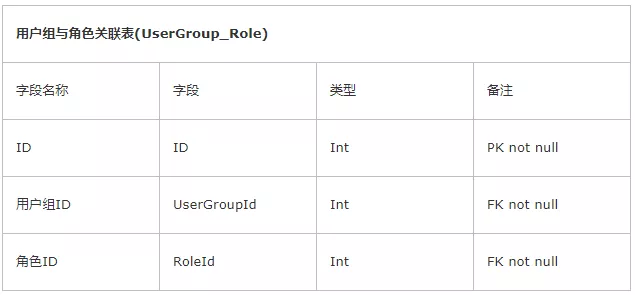 用户组与角色关联表(UserGroup_Role)
字段名称 字段 类型 备注
ID ID Int PK not null
用户组ID UserGroupId Int FK not null
角色ID RoleId Int FK not null